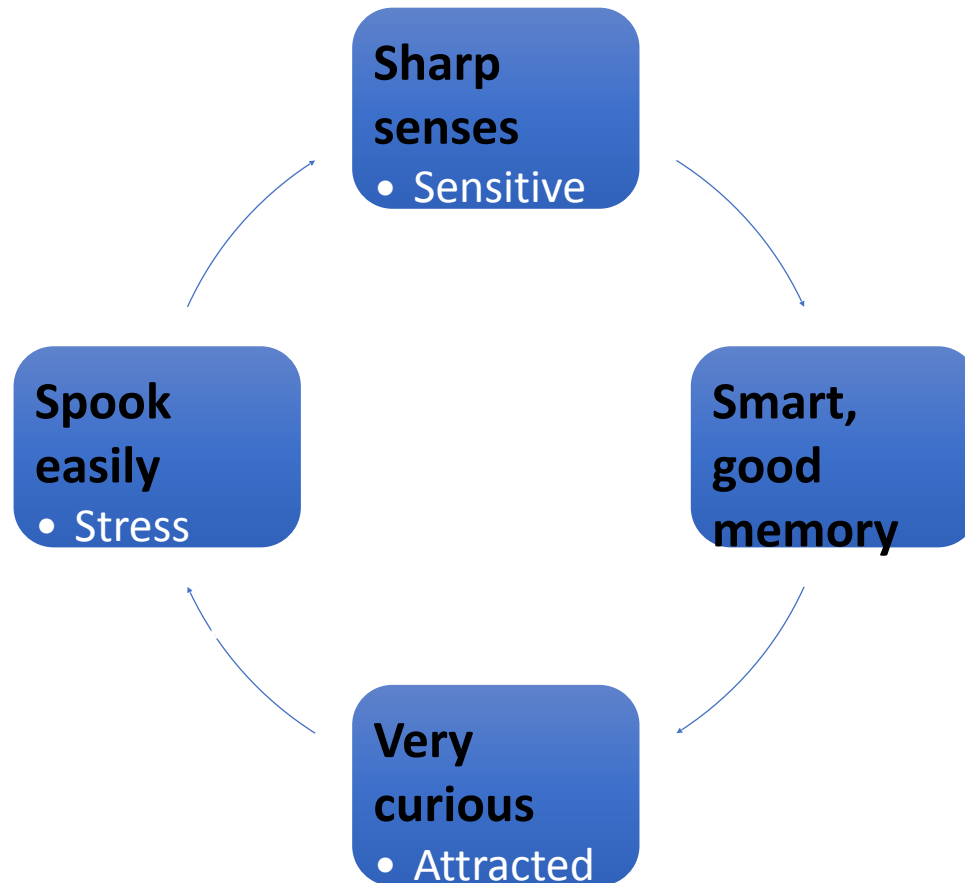 Sharp
senses
• Sensitive
Smart,
good
memory
Very
curious
• Attracted
Spook
easily
• Stress